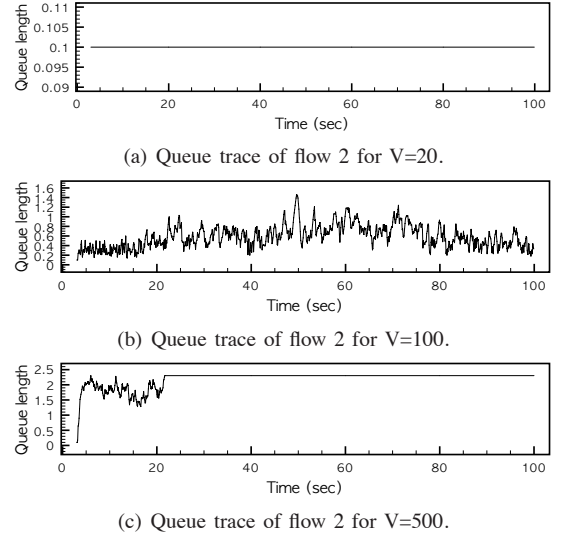 0.11
0.105
0.1
0.095
0.09
Queue length
0 20 40 60 80 100
Time (sec)
(a) Queue trace of flow 2 for V=20.
1.6
1.4
1.2
1
0.8
0.6
0.4
0.2
0
Queue length
0 20 40 60 80 100
Time (sec)
(b) Queue trace of flow 2 for V=100.
2.5
2
1.5
1
0.5
0
Queue length
0 20 40 60 80 100
Time (sec)
(c) Queue trace of flow 2 for V=500.